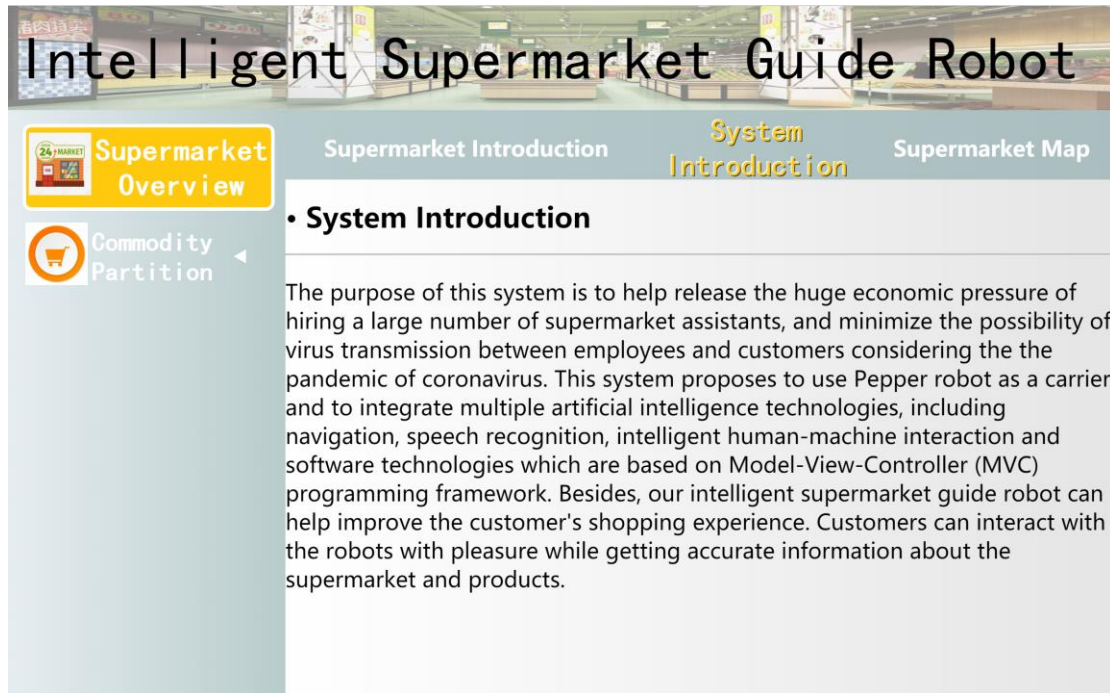 Intelligent Supermarket Guide Robot
24 MARKET
Supermarket
Overview
Commodity
Partition
Supermarket Introduction
System
Introduction
Supermarket Map
• System Introduction
The purpose of this system is to help release the huge economic pressure of
hiring a large number of supermarket assistants, and minimize the possibility of
virus transmission between employees and customers considering the the
pandemic of coronavirus. This system proposes to use Pepper robot as a carrier
and to integrate multiple artificial intelligence technologies, including
navigation, speech recognition, intelligent human-machine interaction and
software technologies which are based on Model-View-Controller (MVC)
programming framework. Besides, our intelligent supermarket guide robot can
help improve the customer's shopping experience. Customers can interact with
the robots with pleasure while getting accurate information about the
supermarket and products.